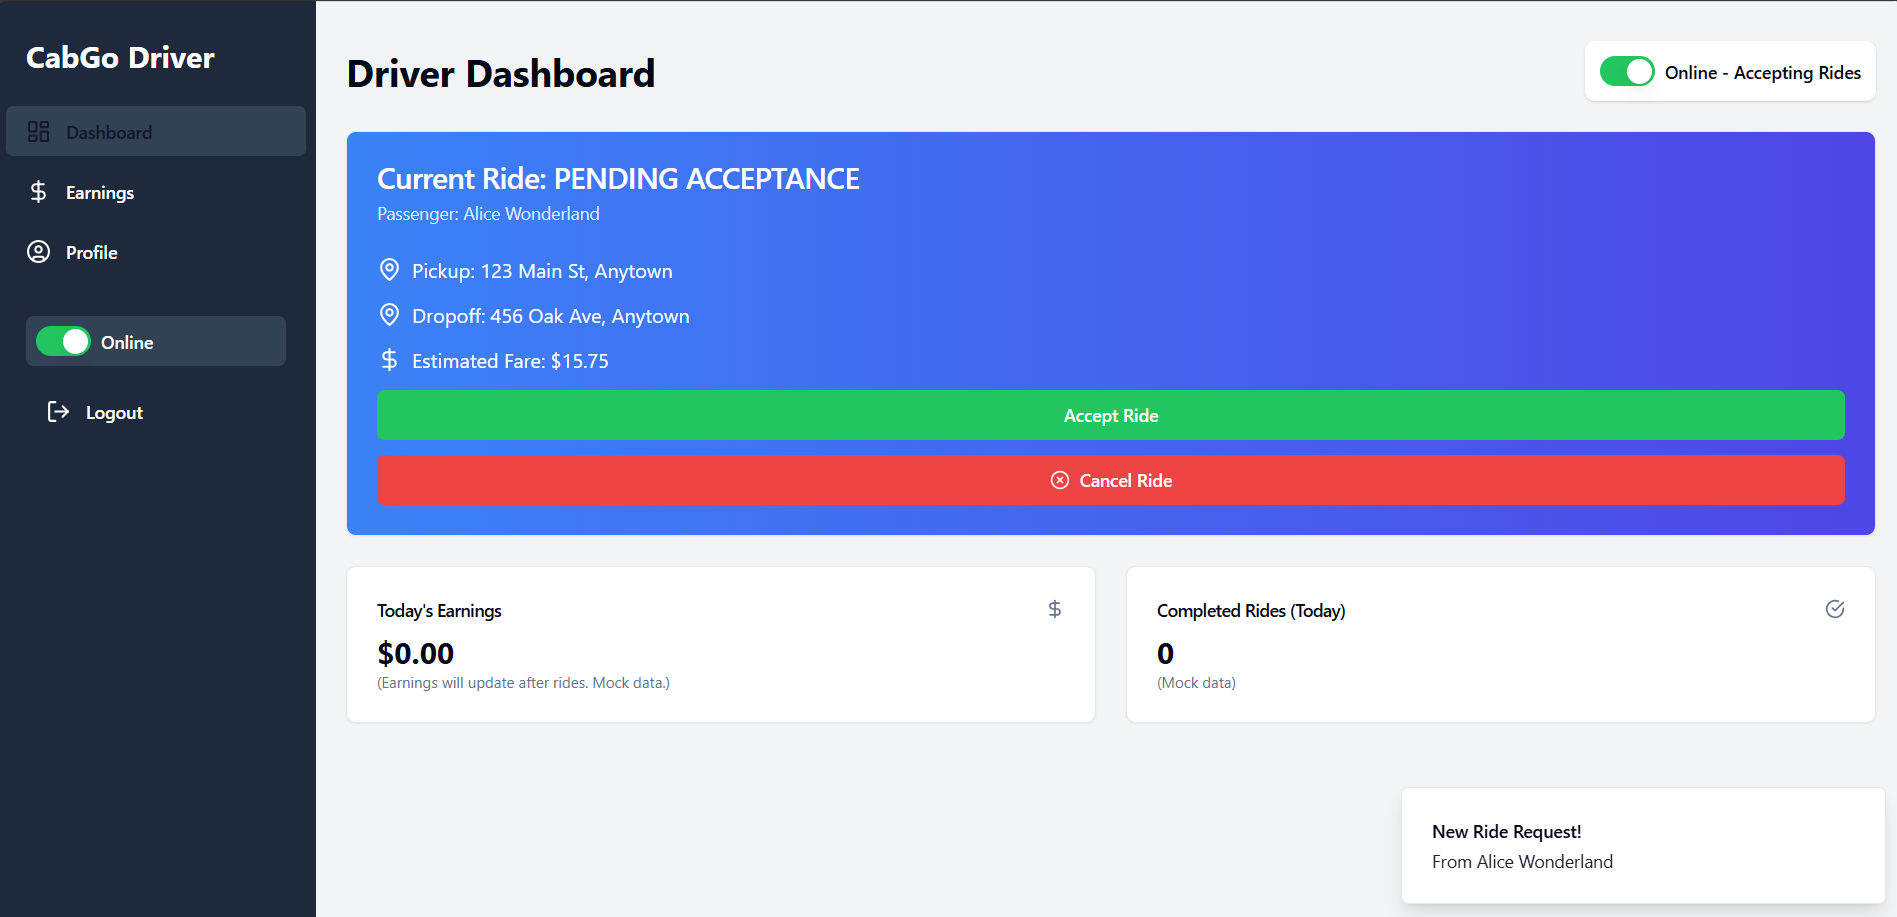 CabGo Driver
Dashboard
Earnings
Profile
Online
Logout
Driver Dashboard
Online - Accepting Rides
Current Ride: PENDING ACCEPTANCE
Passenger: Alice Wonderland
Pickup: 123 Main St, Anytown
Dropoff: 456 Oak Ave, Anytown
Estimated Fare: $15.75
Accept Ride
Cancel Ride
Today's Earnings
$0.00
(Earnings will update after rides. Mock data.)
Completed Rides (Today)
0
(Mock data)
New Ride Request!
From Alice Wonderland